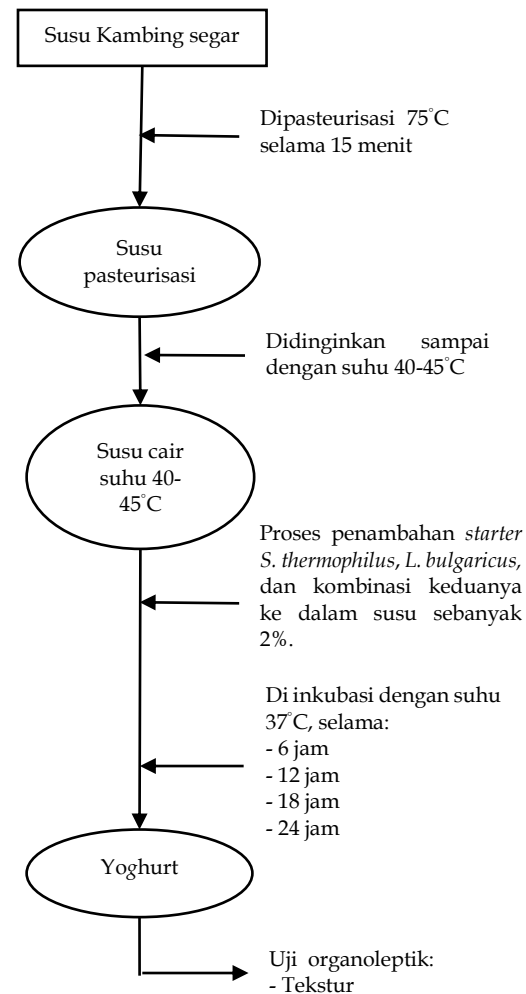 Susu Kambing segar
Dipasteurisasi 75°C
selama 15 menit
Susu
pasteurisasi
Didinginkan sampai
dengan suhu 40-45°C
Susu cair
suhu 40-
45°C
Proses penambahan starter
S. thermophilus, L. bulgaricus,
dan kombinasi keduanya
ke dalam susu sebanyak
2%.
Di inkubasi dengan suhu
37°C, selama:
- 6 jam
- 12 jam
- 18 jam
- 24 jam
Yoghurt
Uji organoleptik:
- Tekstur